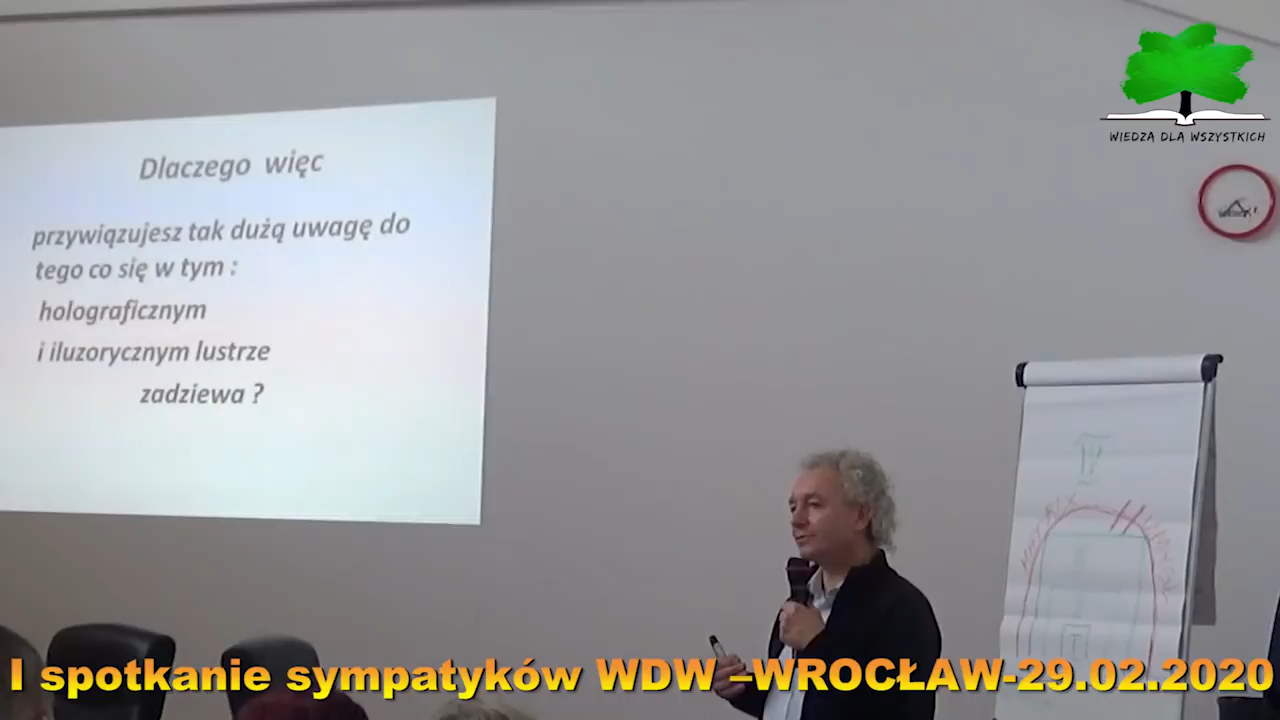 WIEDZA DLA WSZYSTKICH
Dlaczego więc
przywiązujesz tak dużą uwagę do
tego co się w tym :
holograficznym
i iluzorycznym lustrze
zadziewa ?
IV
I
I spotkanie sympatyków WDW –WROCŁAW-29.02.2020